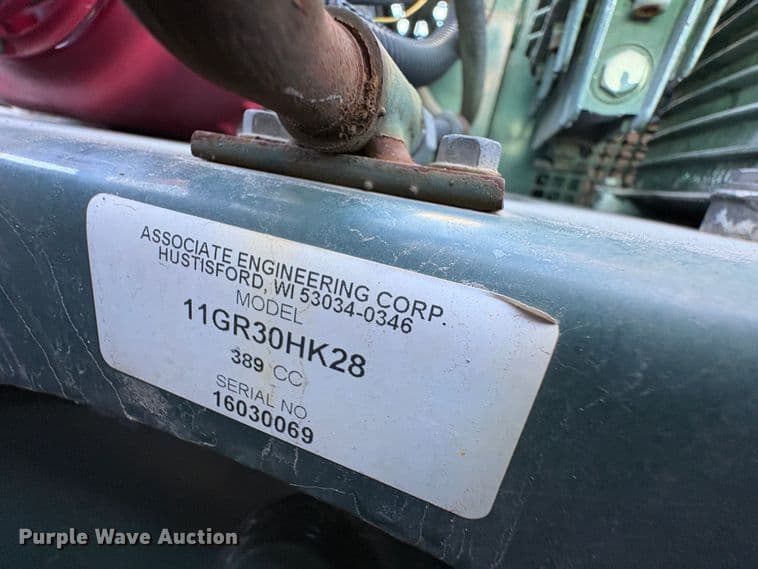 ASSOCIATE ENGINEERING CORP.
HUSTISFORD, WI 53034-0346
MODEL
11GR30HK28
389 CC
SERIAL NO.
16030069
Purple Wave Auction